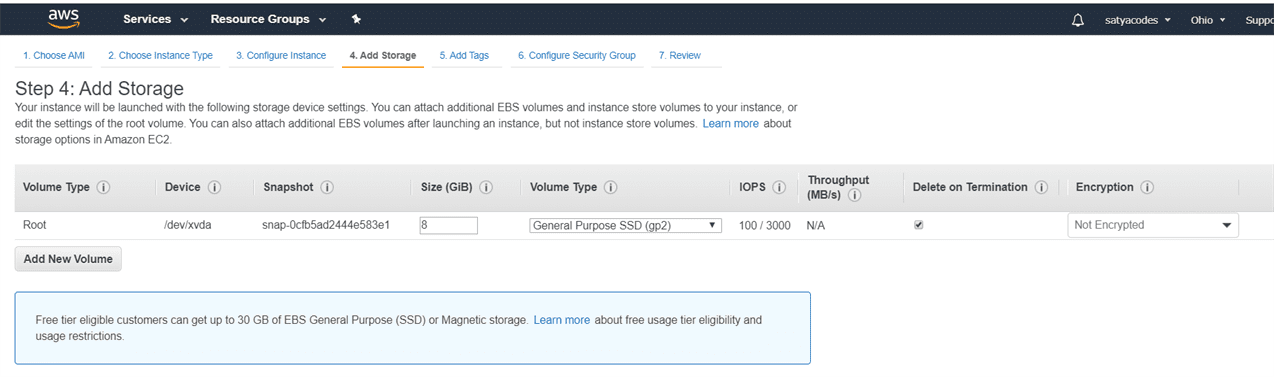 aws Services Resource Groups satyacodes Ohio Suppo
1. Choose AMI 2. Choose Instance Type 3. Configure Instance 4. Add Storage 5. Add Tags 6. Configure Security Group 7. Review
Step 4: Add Storage
Your instance will be launched with the following storage device settings. You can attach additional EBS volumes and instance store volumes to your instance, or
edit the settings of the root volume. You can also attach additional EBS volumes after launching an instance, but not instance store volumes. Learn more about
storage options in Amazon EC2.
Volume Type i Device i Snapshot i Size (GiB) i Volume Type i IOPS i Throughput (MB/s) i Delete on Termination i Encryption i
Root /dev/xvda snap-0cfb5ad2444e583e1 8 General Purpose SSD (gp2) 100 / 3000 N/A Not Encrypted
Add New Volume
Free tier eligible customers can get up to 30 GB of EBS General Purpose (SSD) or Magnetic storage. Learn more about free usage tier eligibility and
usage restrictions.